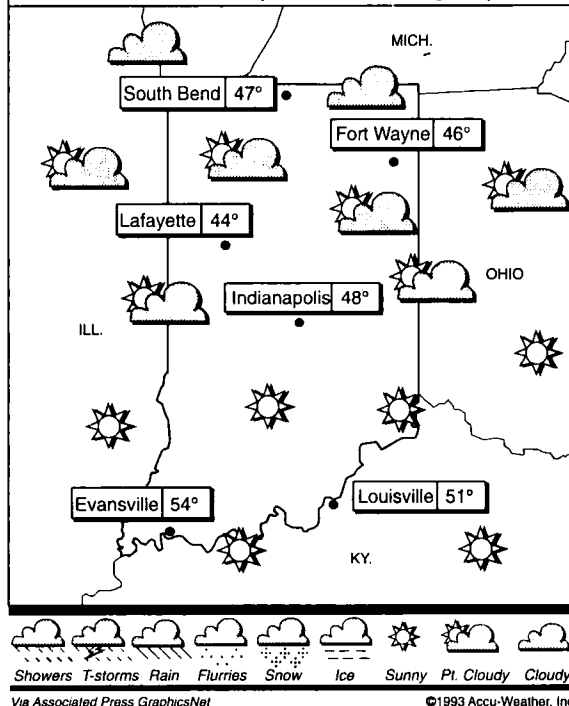 MICH.
South Bend 47°
Fort Wayne 46°
Lafayette 44°
OHIO
Indianapolis 48°
ILL.
Evansville 54°
Louisville 51°
KY.
Showers T-storms Rain Flurries Snow Ice Sunny Pt. Cloudy Cloudy
Via Associated Press GraphicsNet ©1993 Accu-Weather, Inc